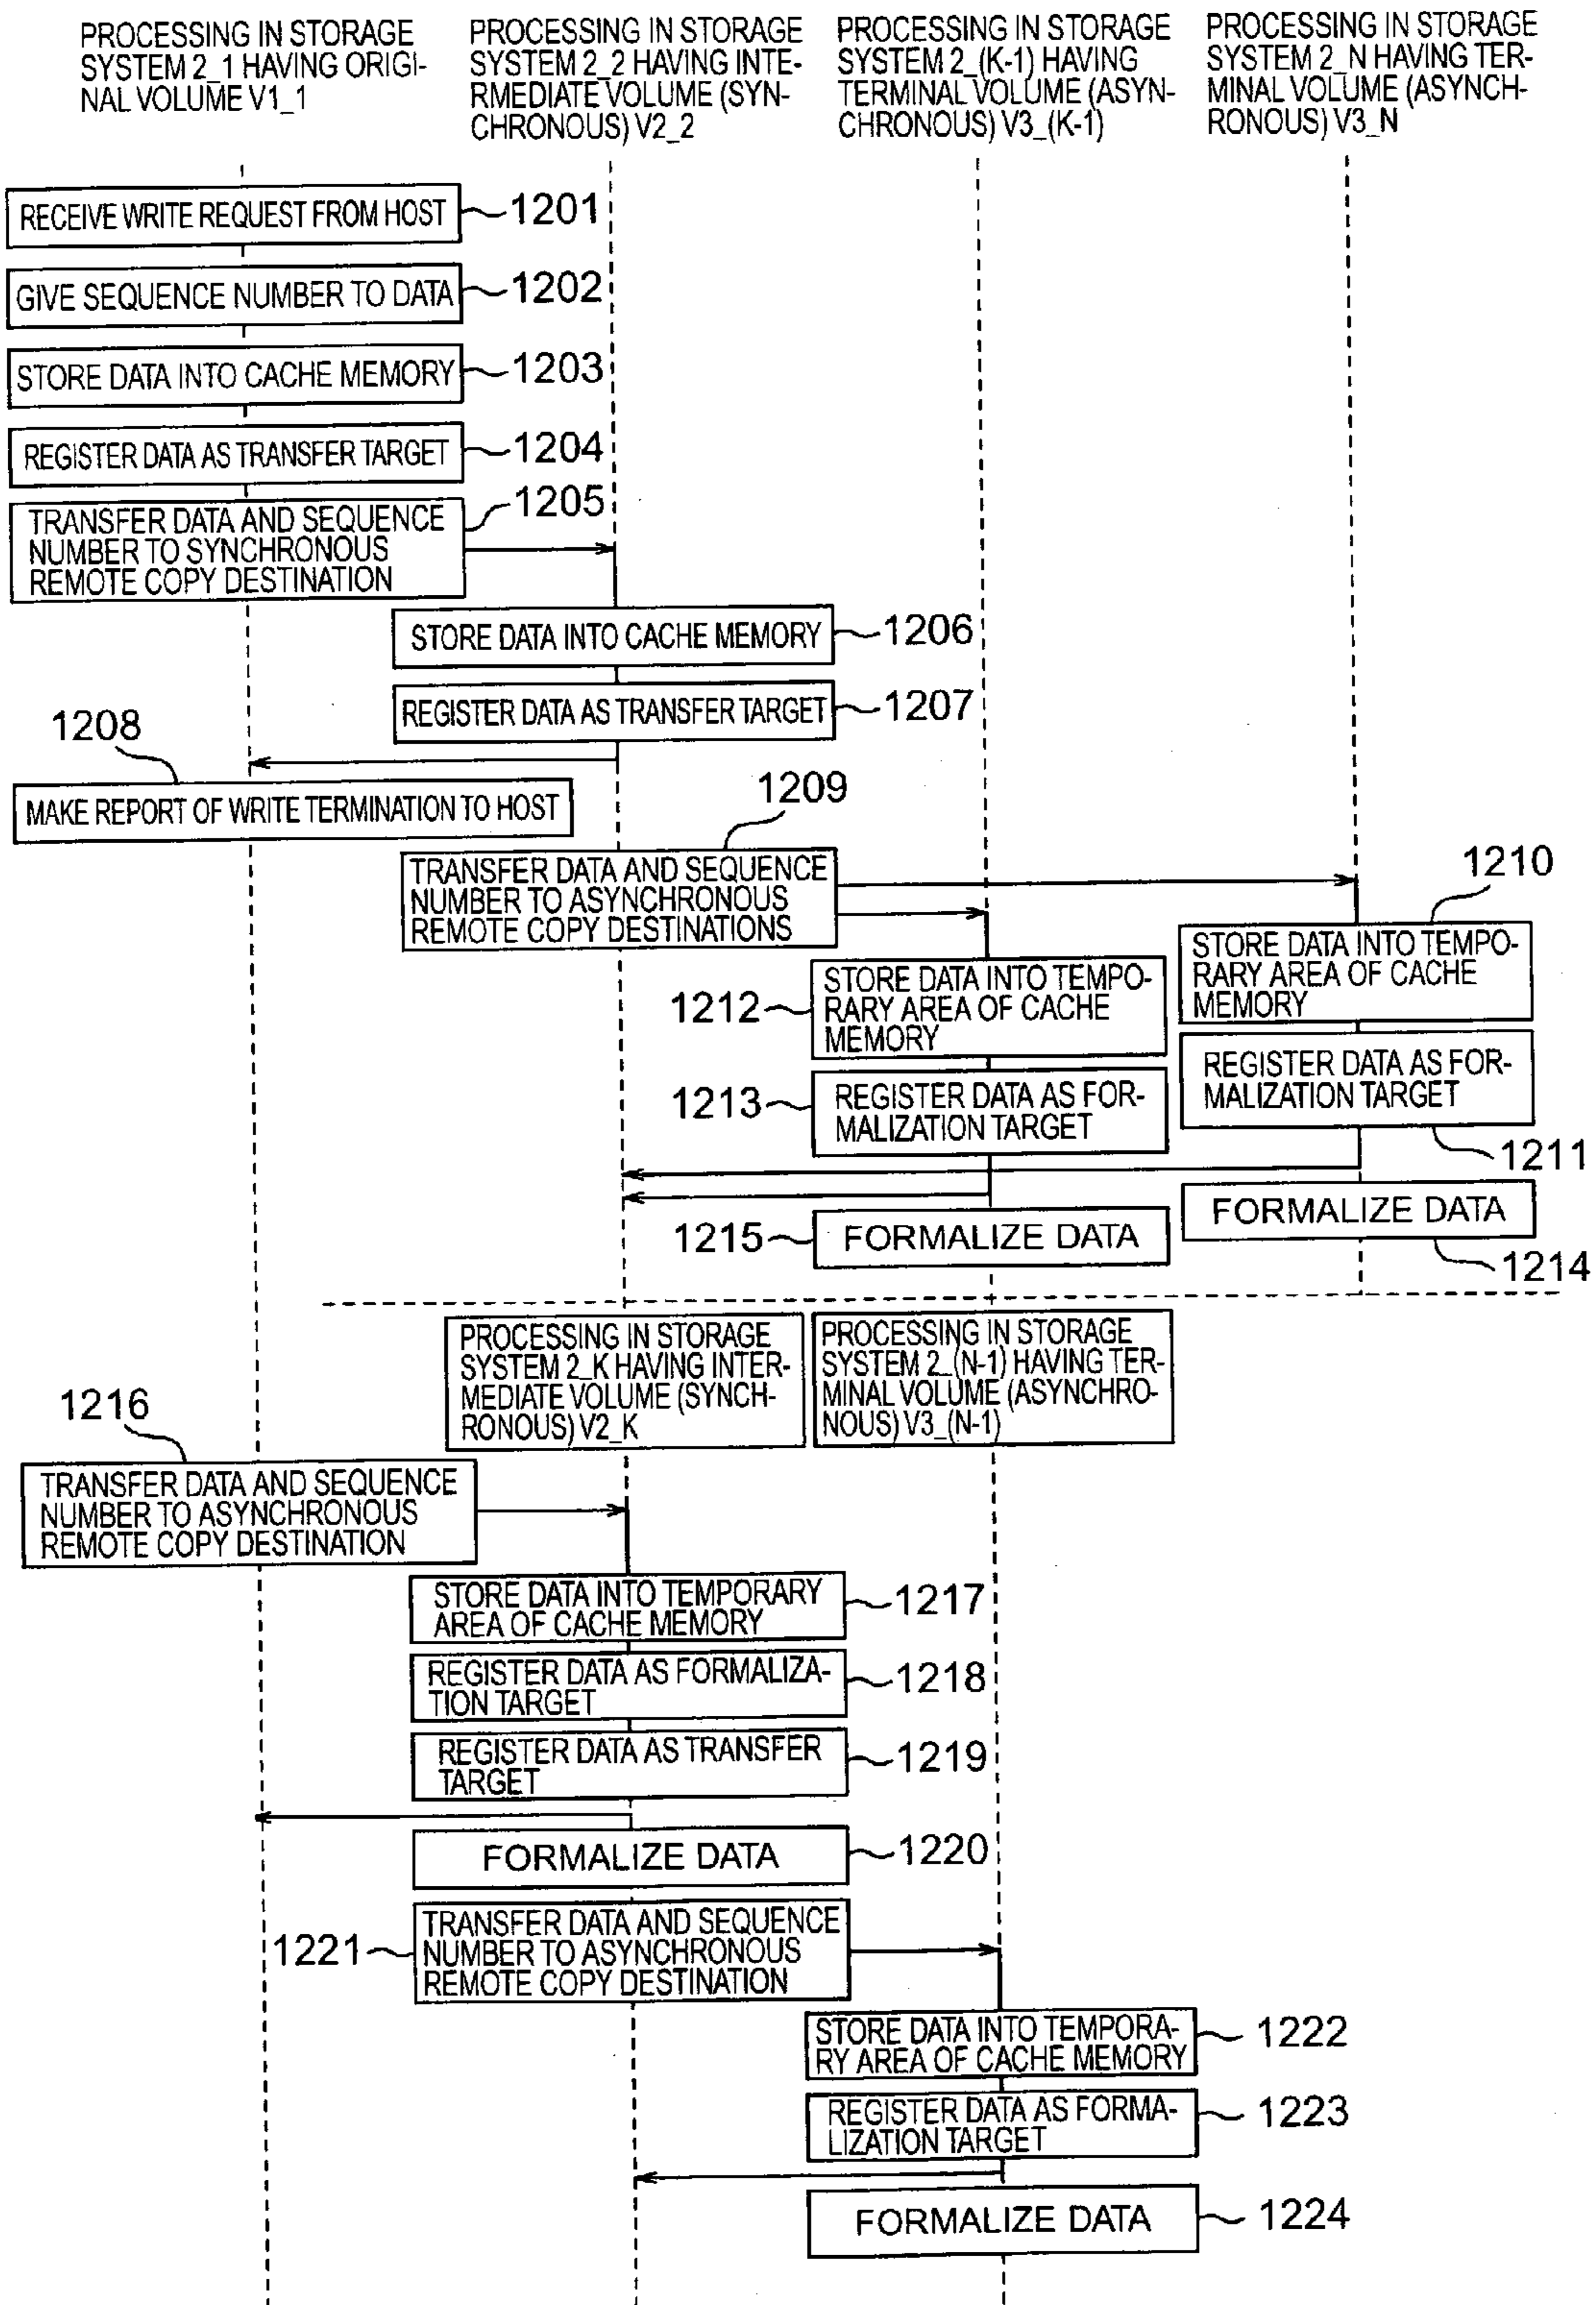 PROCESSING IN STORAGE
SYSTEM 2_1 HAVING ORIGI-
NAL VOLUME V1_1
PROCESSING IN STORAGE
SYSTEM 2_2 HAVING INTE-
RMEDIATE VOLUME (SYN-
CHRONOUS) V2_2
PROCESSING IN STORAGE
SYSTEM 2_(K-1) HAVING
TERMINAL VOLUME (ASYN-
CHRONOUS) V3_(K-1)
PROCESSING IN STORAGE
SYSTEM 2_N HAVING TER-
MINAL VOLUME (ASYNCH-
RONOUS) V3_N
RECEIVE WRITE REQUEST FROM HOST
1201
GIVE SEQUENCE NUMBER TO DATA
1202
STORE DATA INTO CACHE MEMORY
1203
REGISTER DATA AS TRANSFER TARGET
1204
TRANSFER DATA AND SEQUENCE
NUMBER TO SYNCHRONOUS
REMOTE COPY DESTINATION
1205
STORE DATA INTO CACHE MEMORY
1206
REGISTER DATA AS TRANSFER TARGET
1207
1208
MAKE REPORT OF WRITE TERMINATION TO HOST
1209
TRANSFER DATA AND SEQUENCE
NUMBER TO ASYNCHRONOUS
REMOTE COPY DESTINATIONS
1210
STORE DATA INTO TEMPO-
RARY AREA OF CACHE
MEMORY
1212
STORE DATA INTO TEMPO-
RARY AREA OF CACHE
MEMORY
REGISTER DATA AS FOR-
MALIZATION TARGET
1211
1213
REGISTER DATA AS FOR-
MALIZATION TARGET
FORMALIZE DATA
1214
1215
FORMALIZE DATA
PROCESSING IN STORAGE
SYSTEM 2_K HAVING INTER-
MEDIATE VOLUME (SYNCH-
RONOUS) V2_K
PROCESSING IN STORAGE
SYSTEM 2_(N-1) HAVING TER-
MINAL VOLUME (ASYNCHRO-
NOUS) V3_(N-1)
1216
TRANSFER DATA AND SEQUENCE
NUMBER TO ASYNCHRONOUS
REMOTE COPY DESTINATION
STORE DATA INTO TEMPORARY
AREA OF CACHE MEMORY
1217
REGISTER DATA AS FORMALIZA-
TION TARGET
1218
REGISTER DATA AS TRANSFER
TARGET
1219
FORMALIZE DATA
1220
1221
TRANSFER DATA AND SEQUENCE
NUMBER TO ASYNCHRONOUS
REMOTE COPY DESTINATION
STORE DATA INTO TEMPORA-
RY AREA OF CACHE MEMORY
1222
REGISTER DATA AS FORMA-
LIZATION TARGET
1223
FORMALIZE DATA
1224